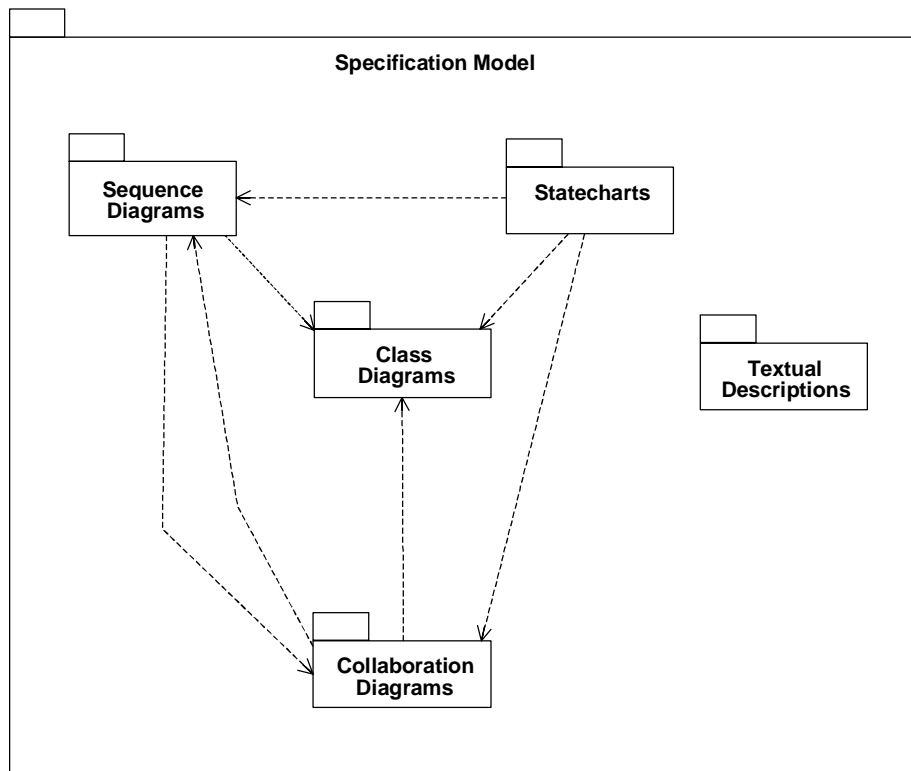 Specification Model
Sequence
Diagrams
Statecharts
Class
Diagrams
Textual
Descriptions
Collaboration
Diagrams